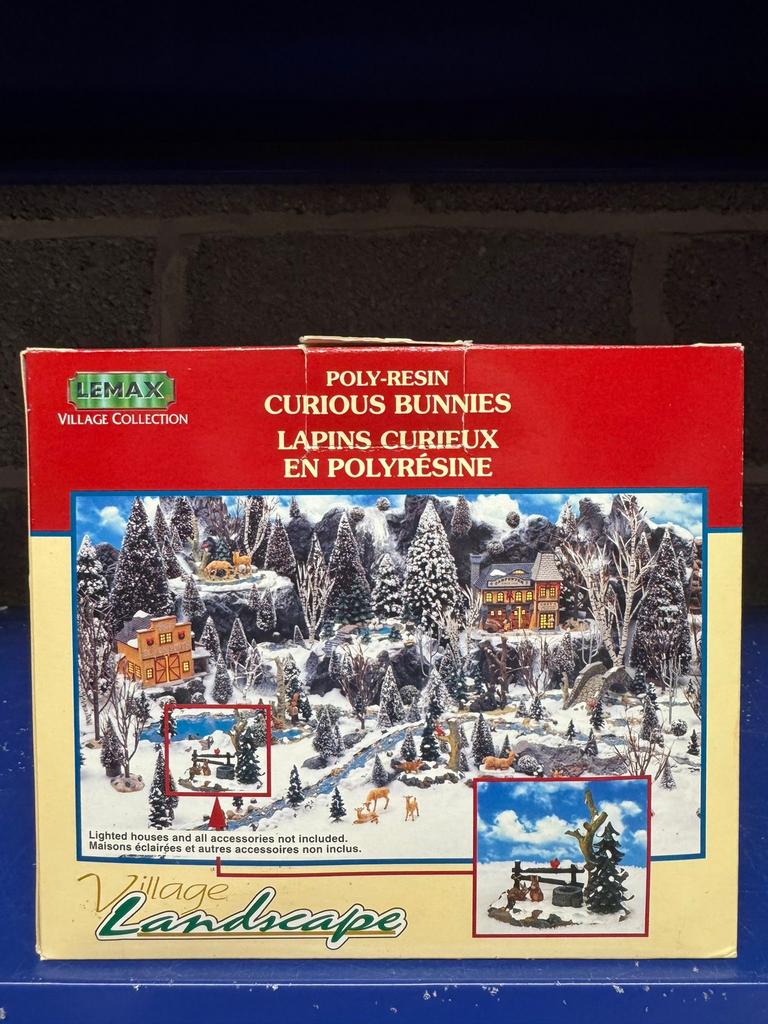 LEMAX
VILLAGE COLLECTION
POLY-RESIN
CURIOUS BUNNIES
LAPINS CURIEUX
EN POLYRÉSINE
Lighted houses and all accessories not included.
Maisons éclairées et autres accessoires non inclus.
Village
Landscape